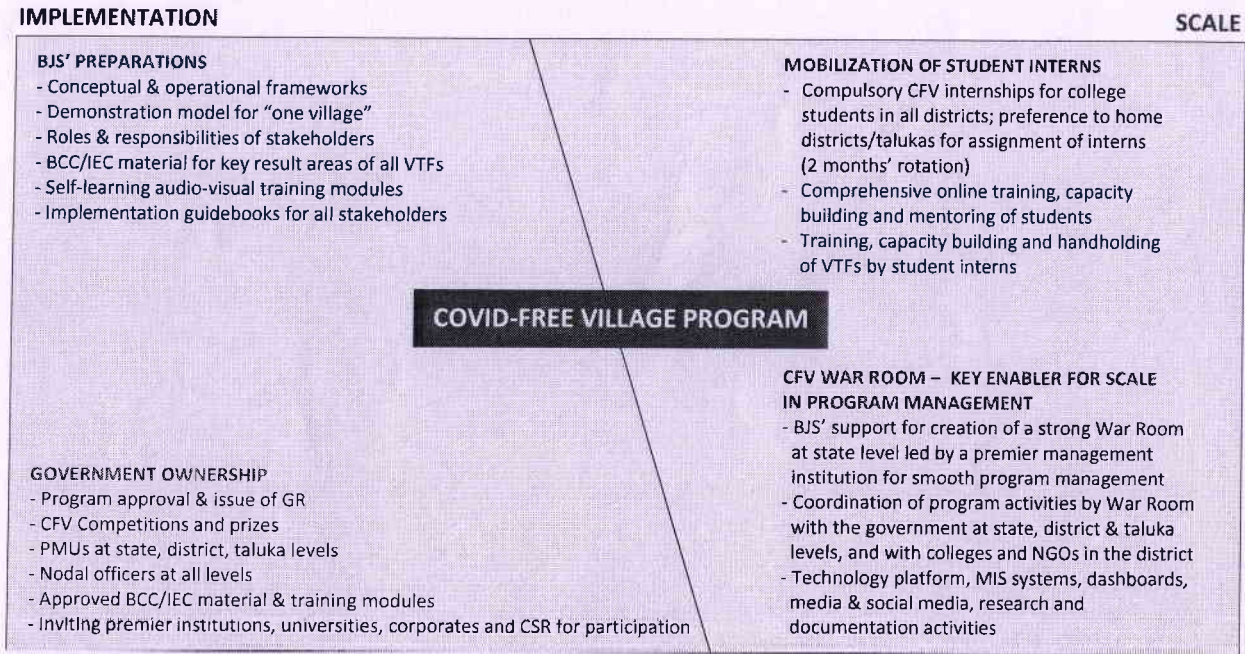 IMPLEMENTATION
SCALE
BJS' PREPARATIONS
- Conceptual & operational frameworks
- Demonstration model for "one village"
- Roles & responsibilities of stakeholders
- BCC/IEC material for key result areas of all VTFs
- Self-learning audio-visual training modules
- Implementation guidebooks for all stakeholders
MOBILIZATION OF STUDENT INTERNS
- Compulsory CFV internships for college
students in all districts; preference to home
districts/talukas for assignment of interns
(2 months' rotation)
- Comprehensive online training, capacity
building and mentoring of students
- Training, capacity building and handholding
of VTFs by student interns
COVID-FREE VILLAGE PROGRAM
GOVERNMENT OWNERSHIP
- Program approval & issue of GR
- CFV Competitions and prizes
- PMUs at state, district, taluka levels
- Nodal officers at all levels
- Approved BCC/IEC material & training modules
- Inviting premier institutions, universities, corporates and CSR for participation
CFV WAR ROOM – KEY ENABLER FOR SCALE
IN PROGRAM MANAGEMENT
- BJS' support for creation of a strong War Room
at state level led by a premier management
institution for smooth program management
- Coordination of program activities by War Room
with the government at state, district & taluka
levels, and with colleges and NGOs in the district
- Technology platform, MIS systems, dashboards,
media & social media, research and
documentation activities